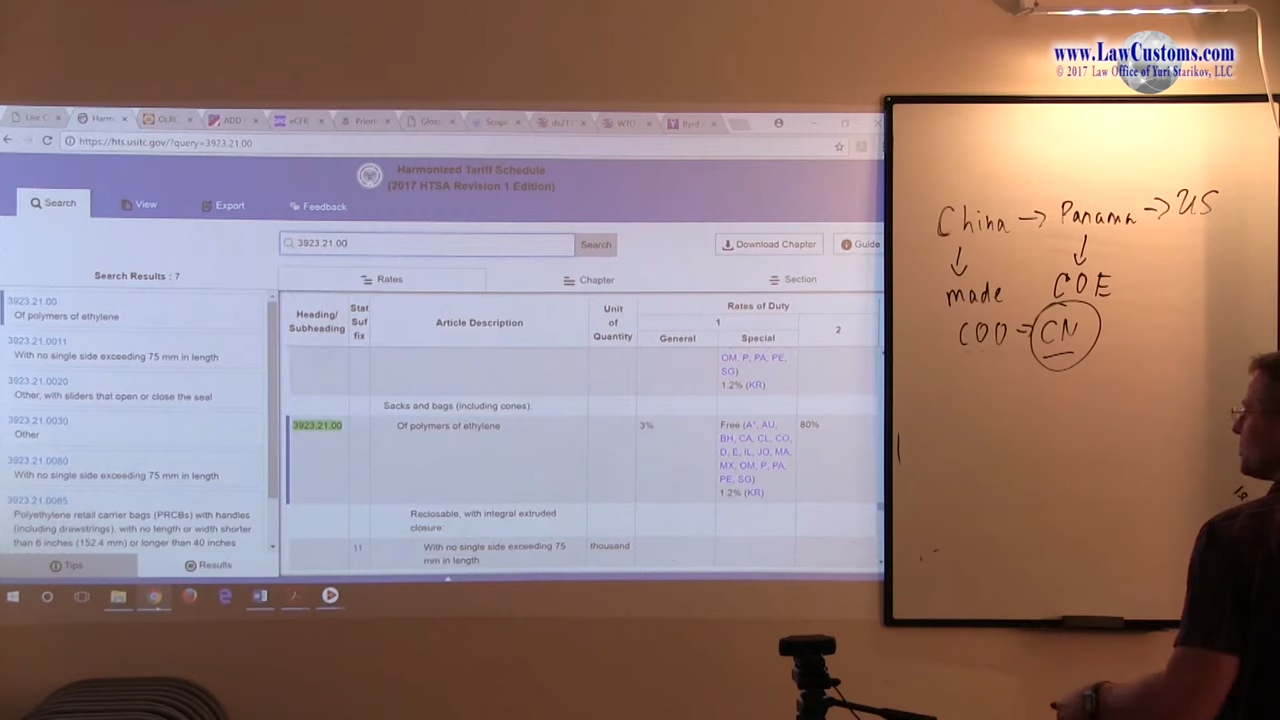 www.LawCustoms.com
© 2017 Law Office of Yuri Starikov, LLC
Live C
Harm
ADD -
eCFR
Priori
Glos
Scope
ds21
WTO
Byrd
https://hts.usitc.gov/?query=3923.21.00
Harmonized Tariff Schedule
(2017 HTSA Revision 1 Edition)
Search
View
Export
Feedback
3923.21.00
Search
Download Chapter
Guide
Search Results : 7
Rates
Chapter
Section
3923.21.00
Of polymers of ethylene
3923.21.0011
With no single side exceeding 75 mm in length
3923.21.0020
Other, with sliders that open or close the seal
3923.21.0030
Other
3923.21.0080
With no single side exceeding 75 mm in length
3923.21.0085
Polyethylene retail carrier bags (PRCBs) with handles
(including drawstrings), with no length or width shorter
than 6 inches (152.4 mm) or longer than 40 inches
Tips
Results
Heading/
Subheading
Stat
Suf
fix
Article Description
Unit
of
Quantity
Rates of Duty
1
2
General
Special
OM, P, PA, PE,
SG)
1.2% (KR)
Sacks and bags (including cones):
3923.21.00
Of polymers of ethylene
3%
Free (A*, AU,
BH, CA, CL, CO,
D, E, IL, JO, MA,
MX, OM, P, PA,
PE, SG)
1.2% (KR)
80%
Reclosable, with integral extruded
closure:
11
With no single side exceeding 75
mm in length
thousand
China → Panama → US
↓ ↓
made COE
COO = CN